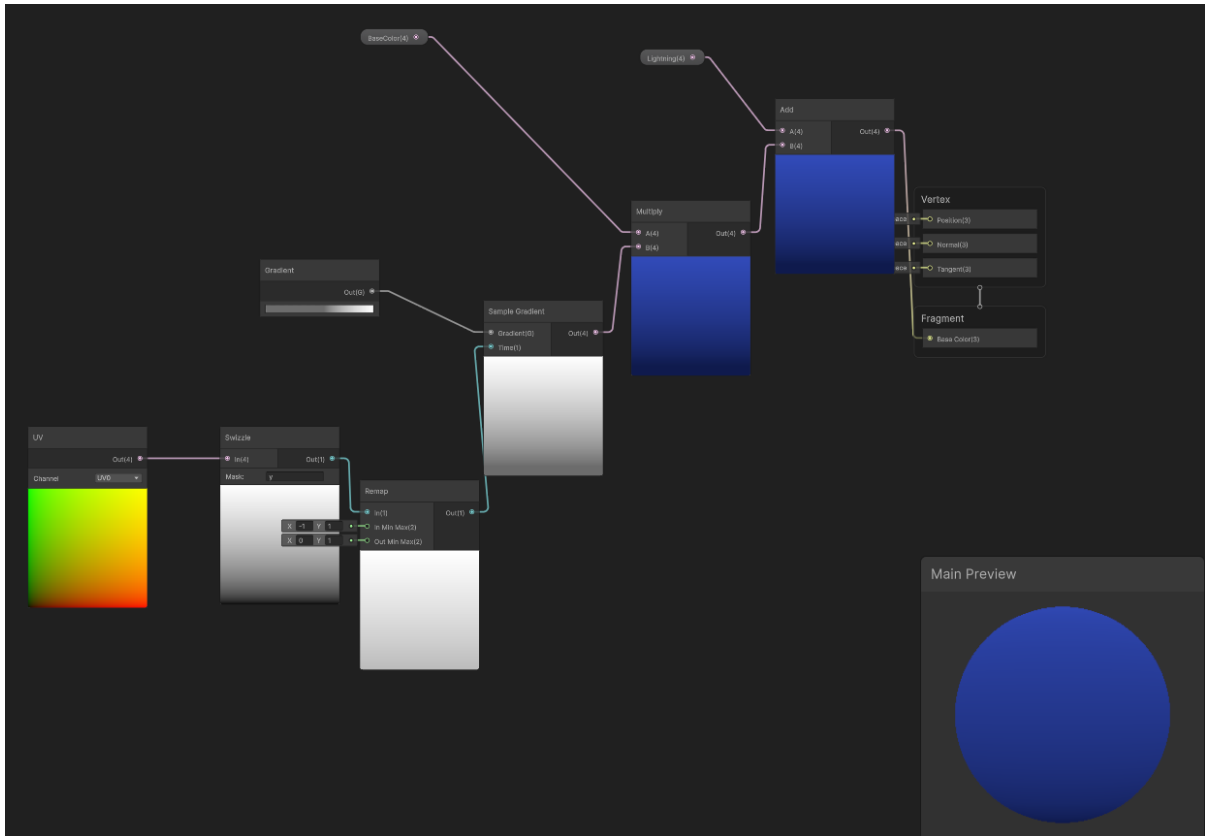 BaseColor(4)
Lightning(4)
Add
A(4) Out(4)
B(4)
Vertex
Position(3)
Normal(3)
Tangent(3)
Fragment
Base Color(3)
Multiply
A(4) Out(4)
B(4)
Gradient
Out(G)
Sample Gradient
Gradient(G) Out(4)
Time(1)
UV
Out(4)
Channel UV0
Swizzle
In(4) Out(1)
Mask: y
Remap
In(1) Out(1)
X -1 Y 1 In Min Max(2)
X 0 Y 1 Out Min Max(2)
Main Preview